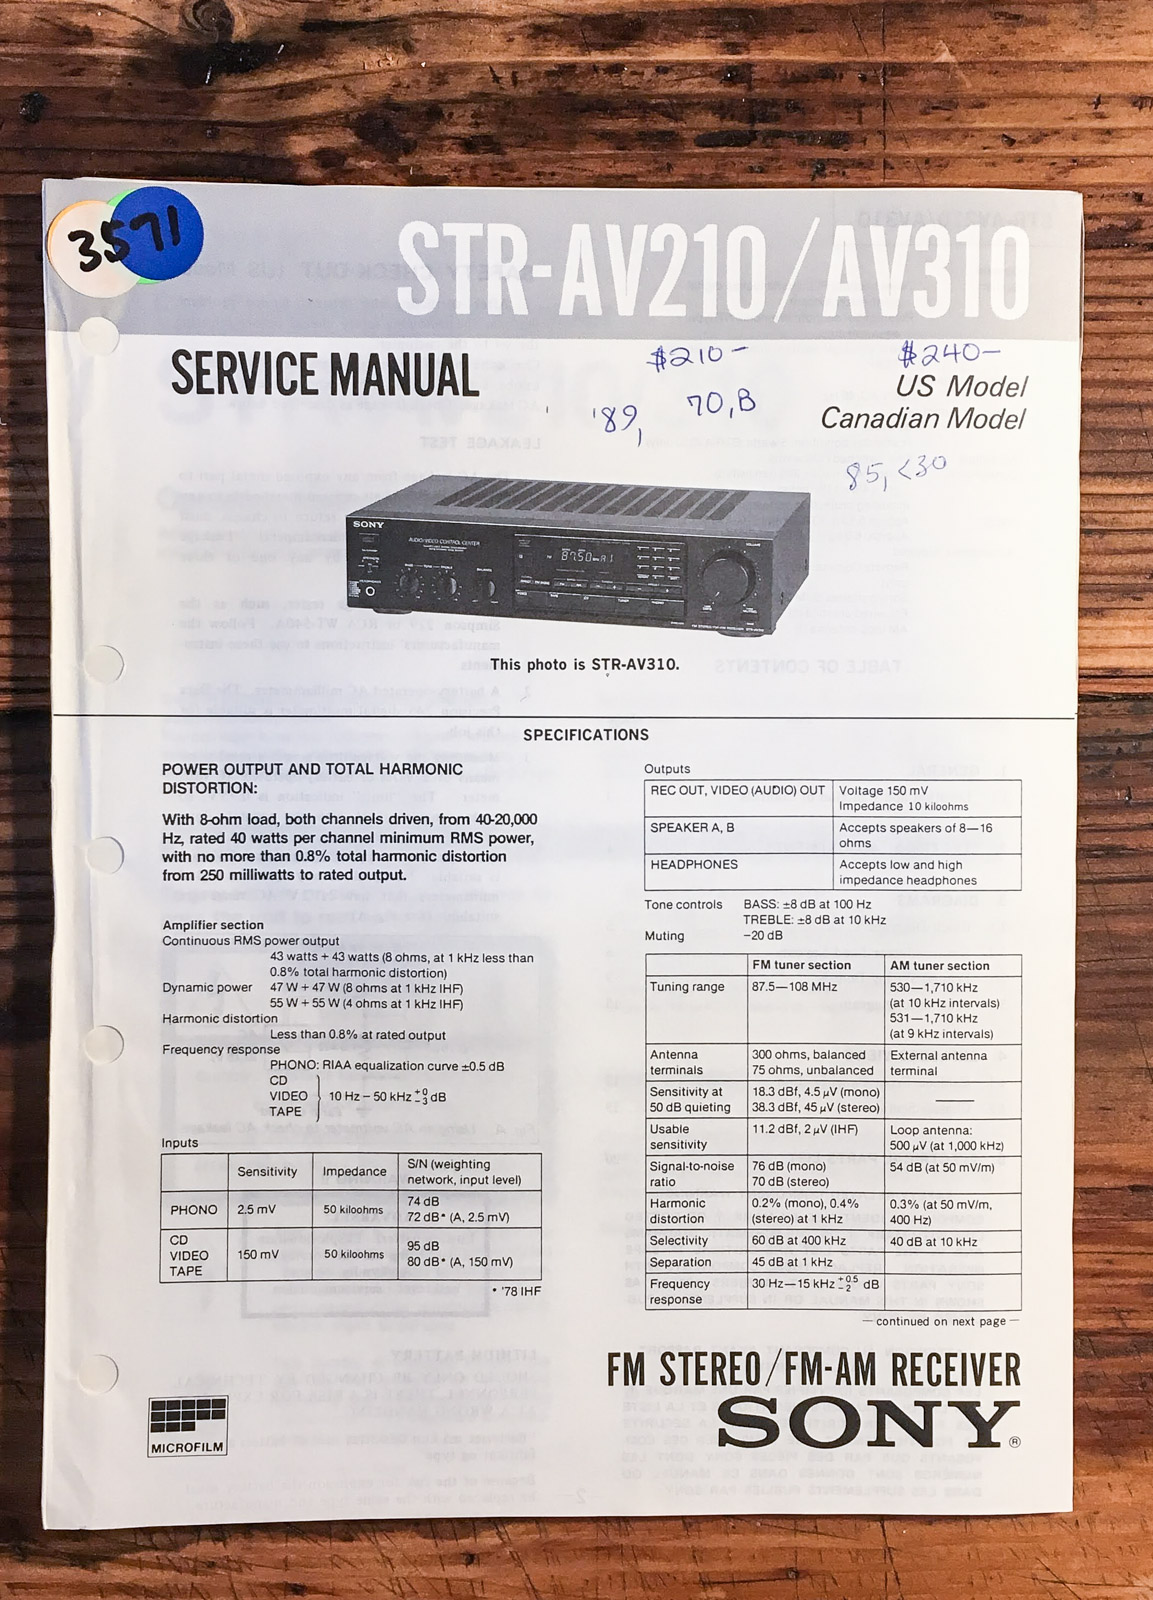 3571
STR-AV210/AV310
SERVICE MANUAL
$210- $240-
US Model
'89, 70,B
Canadian Model
85, <30
SONY
AUDIO/VIDEO CONTROL CENTER
This photo is STR-AV310.
SPECIFICATIONS
POWER OUTPUT AND TOTAL HARMONIC
DISTORTION:
With 8-ohm load, both channels driven, from 40-20,000
Hz, rated 40 watts per channel minimum RMS power,
with no more than 0.8% total harmonic distortion
from 250 milliwatts to rated output.
Amplifier section
Continuous RMS power output
43 watts + 43 watts (8 ohms, at 1 kHz less than
0.8% total harmonic distortion)
Dynamic power 47 W + 47 W (8 ohms at 1 kHz IHF)
55 W + 55 W (4 ohms at 1 kHz IHF)
Harmonic distortion
Less than 0.8% at rated output
Frequency response
PHONO: RIAA equalization curve ±0.5 dB
CD
VIDEO 10 Hz – 50 kHz +0 -3 dB
TAPE
Inputs
Sensitivity Impedance S/N (weighting
network, input level)
PHONO 2.5 mV 50 kiloohms 74 dB
72 dB* (A, 2.5 mV)
CD
VIDEO 150 mV 50 kiloohms 95 dB
TAPE 80 dB* (A, 150 mV)
* '78 IHF
Outputs
REC OUT, VIDEO (AUDIO) OUT Voltage 150 mV
Impedance 10 kiloohms
SPEAKER A, B Accepts speakers of 8—16
ohms
HEADPHONES Accepts low and high
impedance headphones
Tone controls BASS: ±8 dB at 100 Hz
TREBLE: ±8 dB at 10 kHz
Muting -20 dB
FM tuner section AM tuner section
Tuning range 87.5—108 MHz 530—1,710 kHz
(at 10 kHz intervals)
531—1,710 kHz
(at 9 kHz intervals)
Antenna 300 ohms, balanced External antenna
terminals 75 ohms, unbalanced terminal
Sensitivity at 18.3 dBf, 4.5 µV (mono)
50 dB quieting 38.3 dBf, 45 µV (stereo) ——
Usable 11.2 dBf, 2 µV (IHF) Loop antenna:
sensitivity 500 µV (at 1,000 kHz)
Signal-to-noise 76 dB (mono) 54 dB (at 50 mV/m)
ratio 70 dB (stereo)
Harmonic 0.2% (mono), 0.4% 0.3% (at 50 mV/m,
distortion (stereo) at 1 kHz 400 Hz)
Selectivity 60 dB at 400 kHz 40 dB at 10 kHz
Separation 45 dB at 1 kHz
Frequency 30 Hz—15 kHz +0.5 -2 dB
response
— continued on next page —
FM STEREO/FM-AM RECEIVER
SONY®
MICROFILM